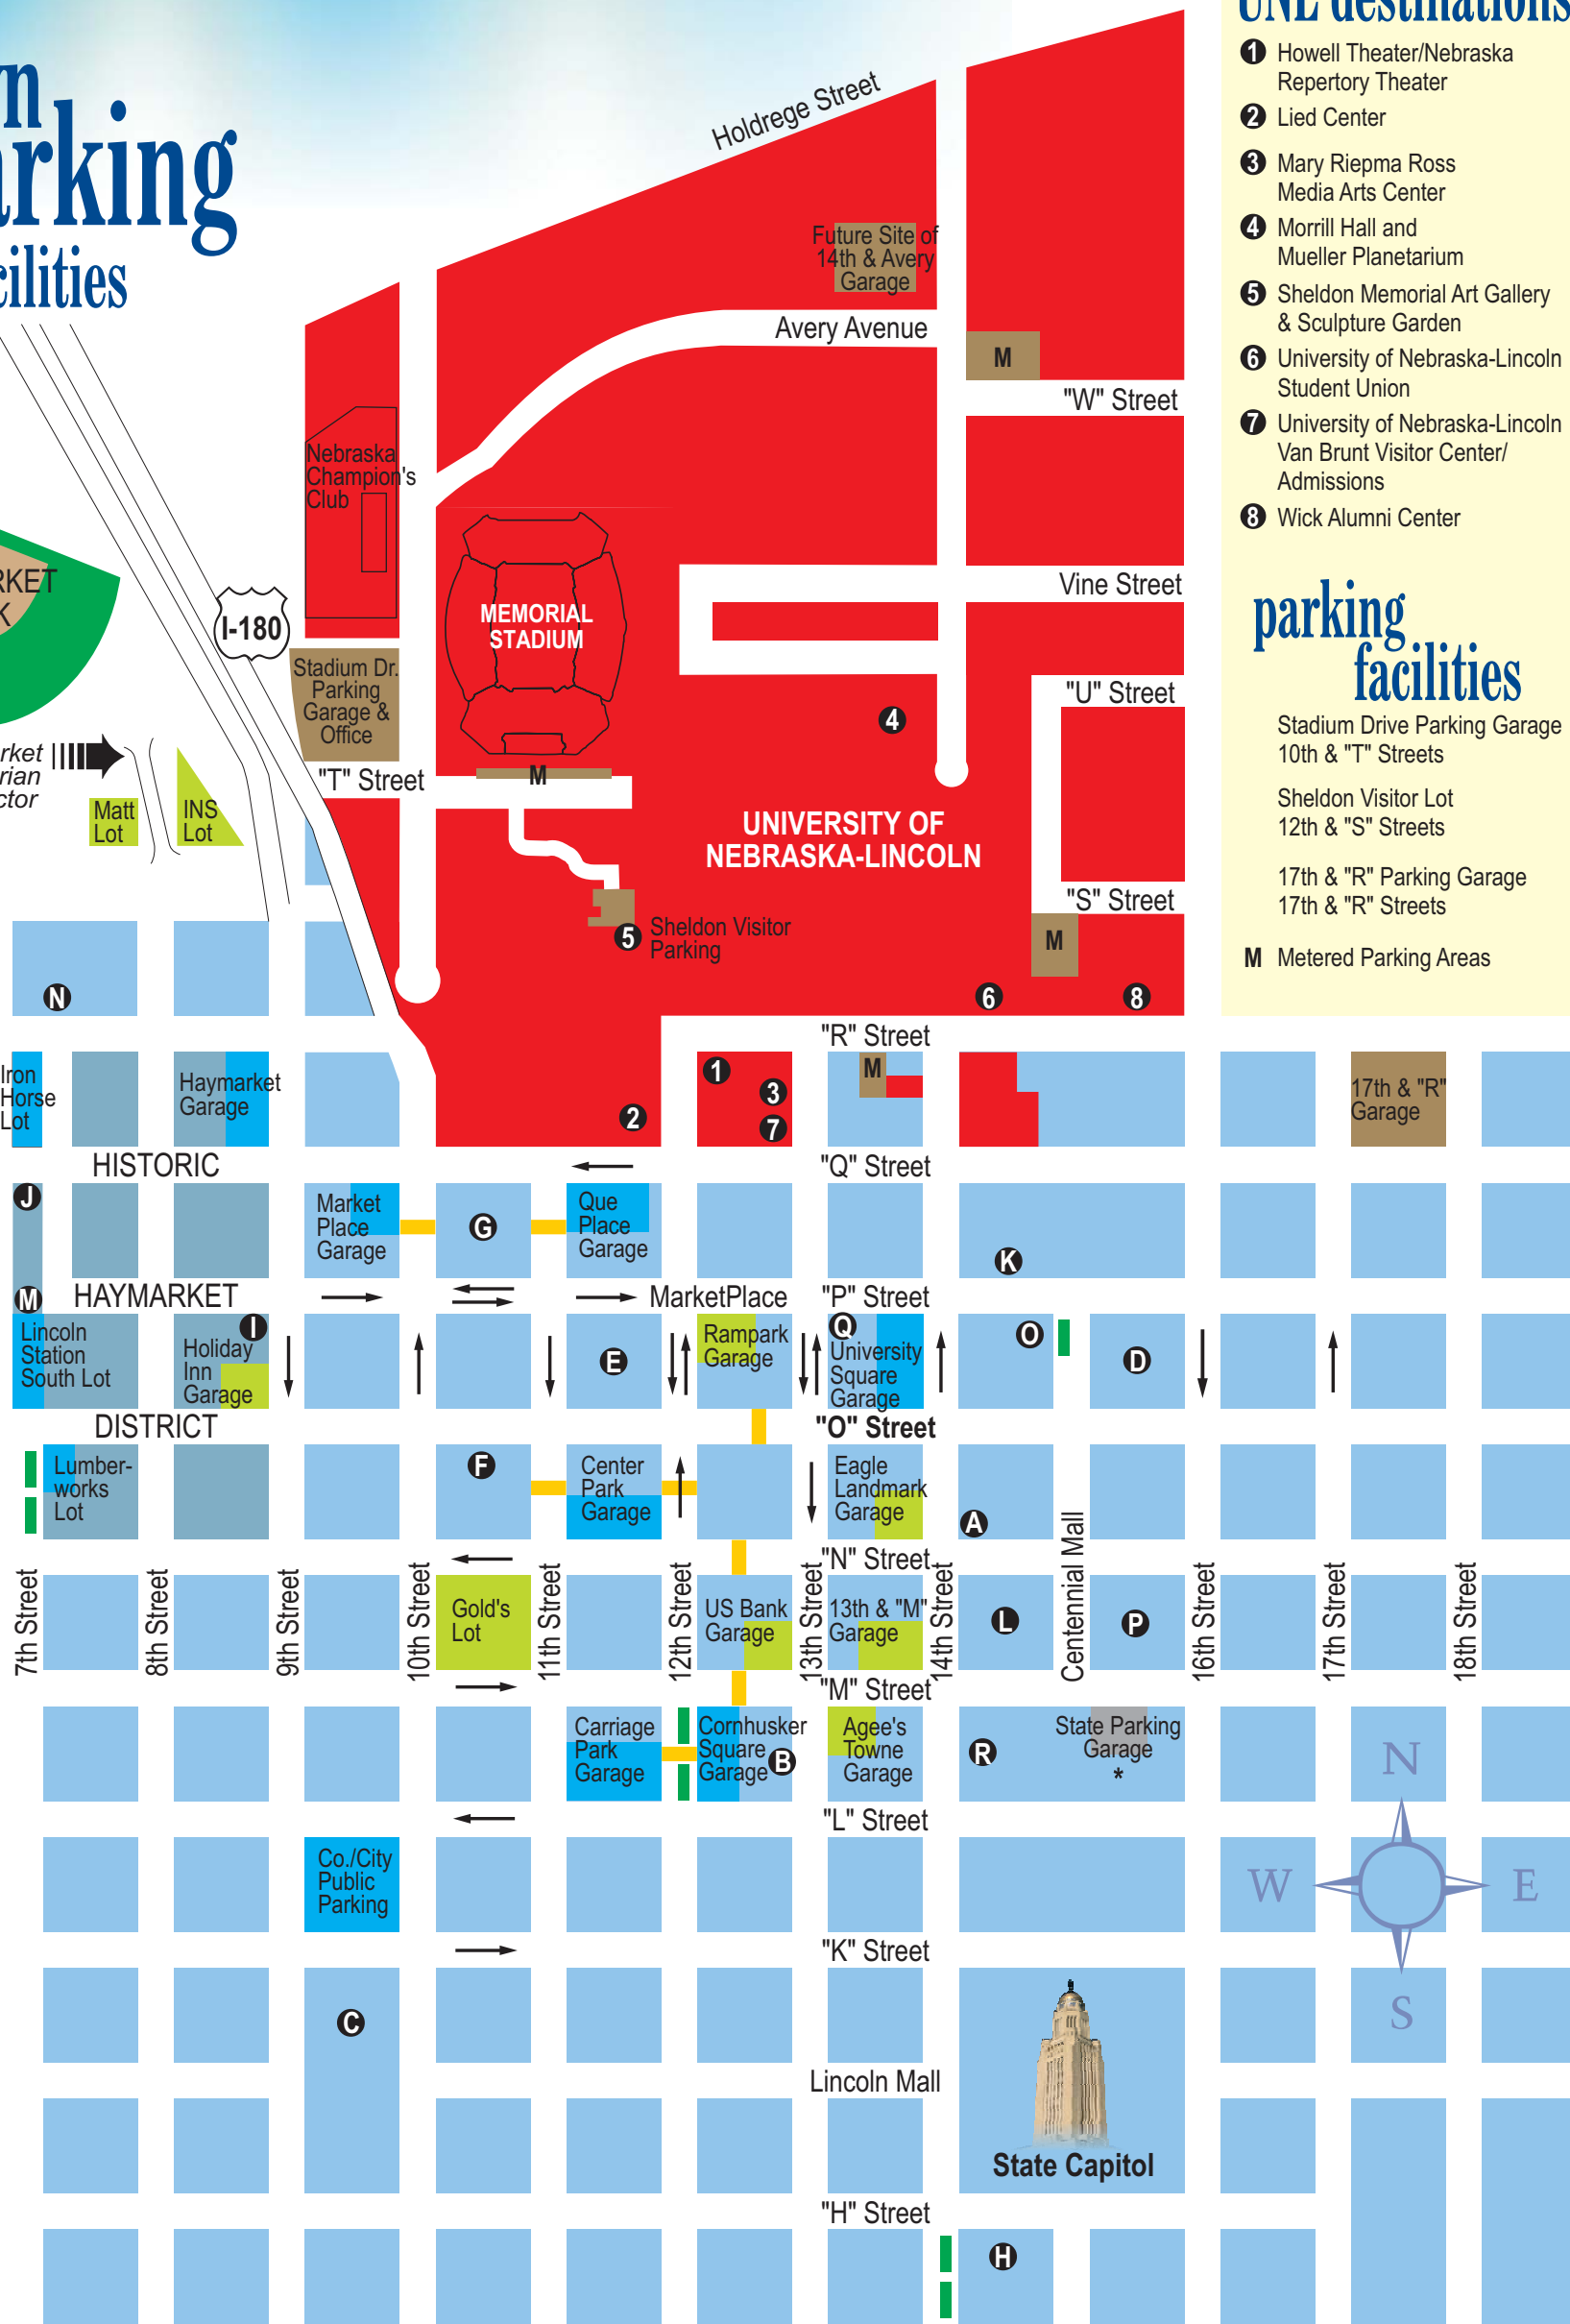 arking
cilities
UNL destinations
1 Howell Theater/Nebraska
Repertory Theater
2 Lied Center
3 Mary Riepma Ross
Media Arts Center
4 Morrill Hall and
Mueller Planetarium
5 Sheldon Memorial Art Gallery
& Sculpture Garden
6 University of Nebraska-Lincoln
Student Union
7 University of Nebraska-Lincoln
Van Brunt Visitor Center/
Admissions
8 Wick Alumni Center
parking
facilities
Stadium Drive Parking Garage
10th & "T" Streets
Sheldon Visitor Lot
12th & "S" Streets
17th & "R" Parking Garage
17th & "R" Streets
M Metered Parking Areas
Holdrege Street
Future Site of
14th & Avery
Garage
Avery Avenue
M
"W" Street
Nebraska
Champion's
Club
RKET
K
I-180
MEMORIAL
STADIUM
Vine Street
Stadium Dr.
Parking
Garage &
Office
"U" Street
4
rket
rian
ctor
"T" Street
M
Matt
Lot
INS
Lot
UNIVERSITY OF
NEBRASKA-LINCOLN
"S" Street
5
Sheldon Visitor
Parking
M
N
6
8
"R" Street
Iron
Horse
Lot
Haymarket
Garage
2
1
3
7
M
17th & "R"
Garage
HISTORIC
"Q" Street
J
Market
Place
Garage
G
Que
Place
Garage
K
M
HAYMARKET
MarketPlace
"P" Street
Lincoln
Station
South Lot
Holiday
Inn
Garage
I
E
Rampark
Garage
Q
University
Square
Garage
O
D
DISTRICT
"O" Street
Lumber-
works
Lot
F
Center
Park
Garage
Eagle
Landmark
Garage
A
"N" Street
7th Street
8th Street
9th Street
10th Street
11th Street
12th Street
13th Street
14th Street
Centennial Mall
16th Street
17th Street
18th Street
Gold's
Lot
US Bank
Garage
13th & "M"
Garage
L
P
"M" Street
Carriage
Park
Garage
Cornhusker
Square
Garage
B
Agee's
Towne
Garage
R
State Parking
Garage
*
"L" Street
Co./City
Public
Parking
N
W
E
S
"K" Street
C
Lincoln Mall
State Capitol
"H" Street
H